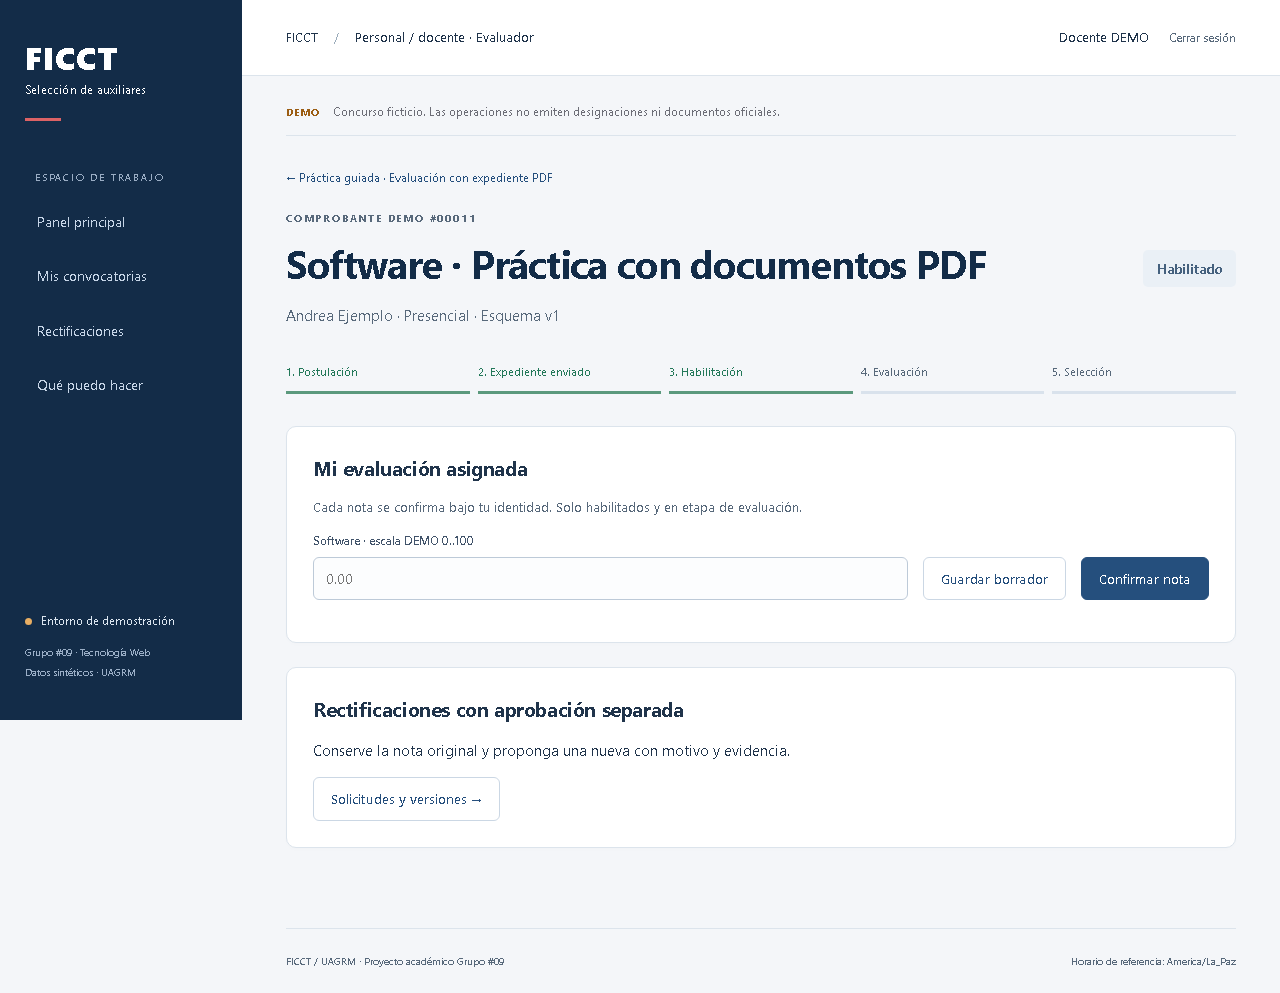 FICCT
Selección de auxiliares
ESPACIO DE TRABAJO
Panel principal
Mis convocatorias
Rectificaciones
Qué puedo hacer
Entorno de demostración
Grupo #09 · Tecnología Web
Datos sintéticos · UAGRM
FICCT / Personal / docente · Evaluador
Docente DEMO Cerrar sesión
DEMO Concurso ficticio. Las operaciones no emiten designaciones ni documentos oficiales.
← Práctica guiada · Evaluación con expediente PDF
COMPROBANTE DEMO #00011
Software · Práctica con documentos PDF
Habilitado
Andrea Ejemplo · Presencial · Esquema v1
1. Postulación
2. Expediente enviado
3. Habilitación
4. Evaluación
5. Selección
Mi evaluación asignada
Cada nota se confirma bajo tu identidad. Solo habilitados y en etapa de evaluación.
Software · escala DEMO 0..100
0.00
Guardar borrador
Confirmar nota
Rectificaciones con aprobación separada
Conserve la nota original y proponga una nueva con motivo y evidencia.
Solicitudes y versiones →
FICCT / UAGRM · Proyecto académico Grupo #09
Horario de referencia: America/La_Paz